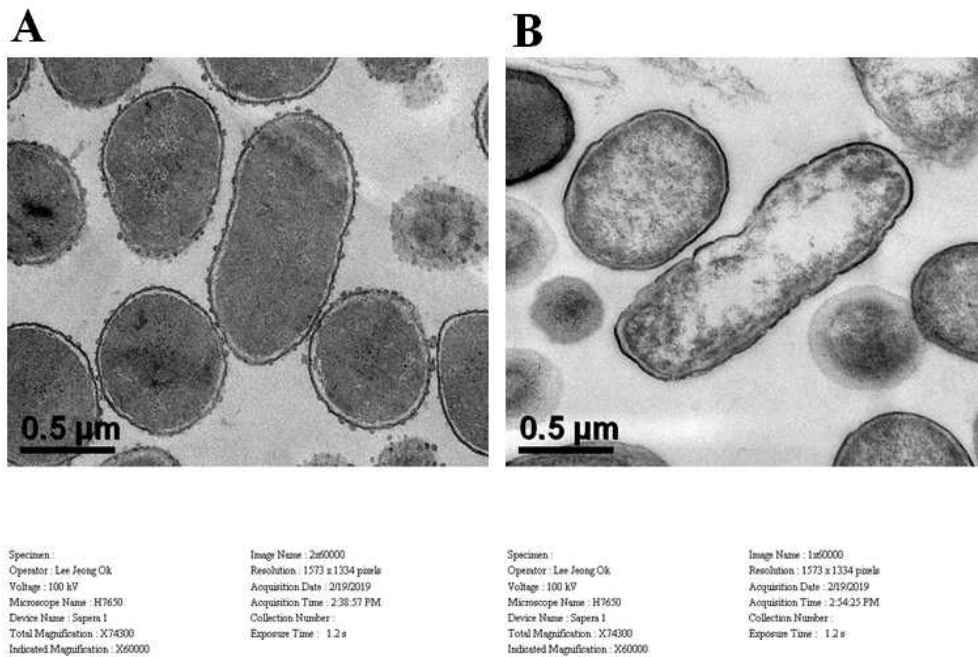 A
B
0.5 µm
0.5 µm
Specimen :
Operator : Lee Jeong Ok
Voltage : 100 kV
Microscope Name : H7650
Device Name : Sapera 1
Total Magnification : X74300
Indicated Magnification : X60000
Image Name : 2x60000
Resolution : 1573 x 1334 pixels
Acquisition Date : 2/19/2019
Acquisition Time : 2:38:57 PM
Collection Number :
Exposure Time : 1.2 s
Specimen :
Operator : Lee Jeong Ok
Voltage : 100 kV
Microscope Name : H7650
Device Name : Sapera 1
Total Magnification : X74300
Indicated Magnification : X60000
Image Name : 1x60000
Resolution : 1573 x 1334 pixels
Acquisition Date : 2/19/2019
Acquisition Time : 2:54:25 PM
Collection Number :
Exposure Time : 1.2 s